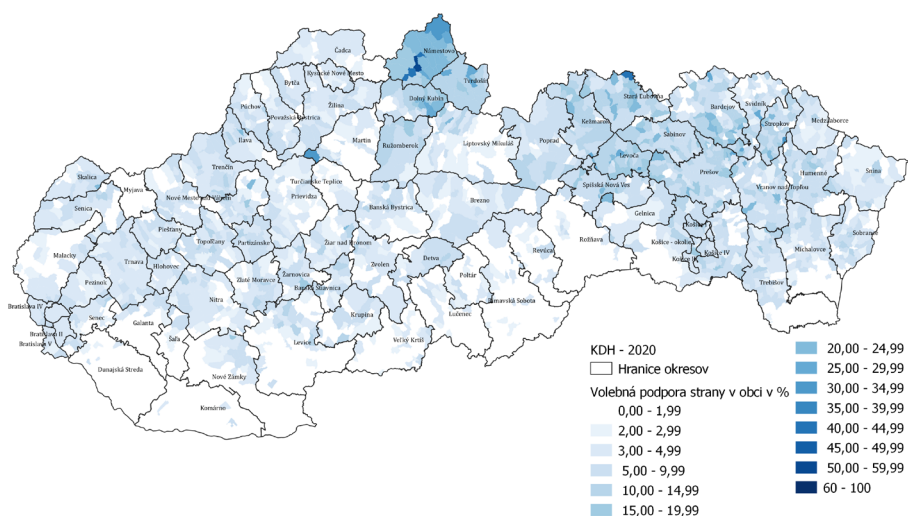 Čadca
Námestovo
Kysucké Nové Mesto
Tvrdošín
Bytča
Dolný Kubín
Stará Ľubovňa
Púchov
Žilina
Bardejov
Svidník
Považská Bystrica
Kežmarok
Stropkov
Medzilaborce
Ilava
Martin
Sabinov
Ružomberok
Liptovský Mikuláš
Poprad
Levoča
Trenčín
Prešov
Humenné
Snina
Skalica
Turčianske Teplice
Spišská Nová Ves
Vranov nad Topľou
Myjava
Nové Mesto nad Váhom
Prievidza
Banská Bystrica
Brezno
Senica
Gelnica
Košice I
Piešťany
Topoľčany
Partizánske
Žiar nad Hronom
Rožňava
Košice - okolie
Sobrance
Malacky
Detva
Revúca
Košice IV
Michalovce
Trnava
Hlohovec
Zvolen
Poltár
Košice II
Pezinok
Zlaté Moravce
Žarnovica
Banská Štiavnica
Trebišov
Bratislava IV
Nitra
Rimavská Sobota
Senec
Galanta
Krupina
Lučenec
Bratislava II
Šaľa
Levice
Veľký Krtíš
Bratislava V
Dunajská Streda
Nové Zámky
Komárno
KDH - 2020
Hranice okresov
Volebná podpora strany v obci v %
0,00 - 1,99
2,00 - 2,99
3,00 - 4,99
5,00 - 9,99
10,00 - 14,99
15,00 - 19,99
20,00 - 24,99
25,00 - 29,99
30,00 - 34,99
35,00 - 39,99
40,00 - 44,99
45,00 - 49,99
50,00 - 59,99
60 - 100